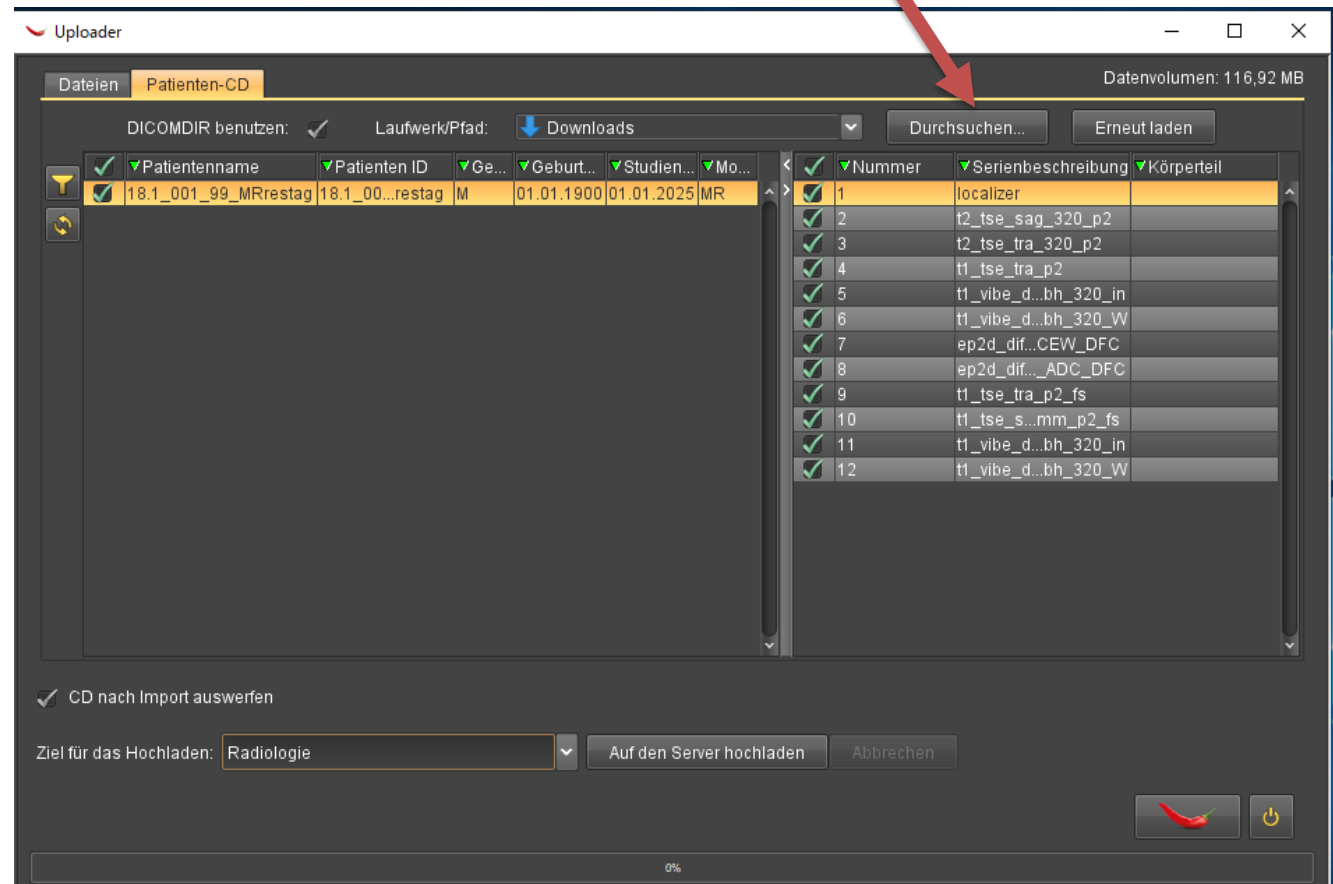 Uploader
Dateien Patienten-CD Datenvolumen: 116,92 MB
DICOMDIR benutzen: Laufwerk/Pfad: Downloads Durchsuchen... Erneut laden
Patientenname Patienten ID Ge... Geburt... Studien... Mo... Nummer Serienbeschreibung Körperteil
18.1_001_99_MRrestag 18.1_00...restag M 01.01.1900 01.01.2025 MR 1 localizer
2 t2_tse_sag_320_p2
3 t2_tse_tra_320_p2
4 t1_tse_tra_p2
5 t1_vibe_d...bh_320_in
6 t1_vibe_d...bh_320_W
7 ep2d_dif...CEW_DFC
8 ep2d_dif..._ADC_DFC
9 t1_tse_tra_p2_fs
10 t1_tse_s...mm_p2_fs
11 t1_vibe_d...bh_320_in
12 t1_vibe_d...bh_320_W
CD nach Import auswerfen
Ziel für das Hochladen: Radiologie Auf den Server hochladen Abbrechen
0%